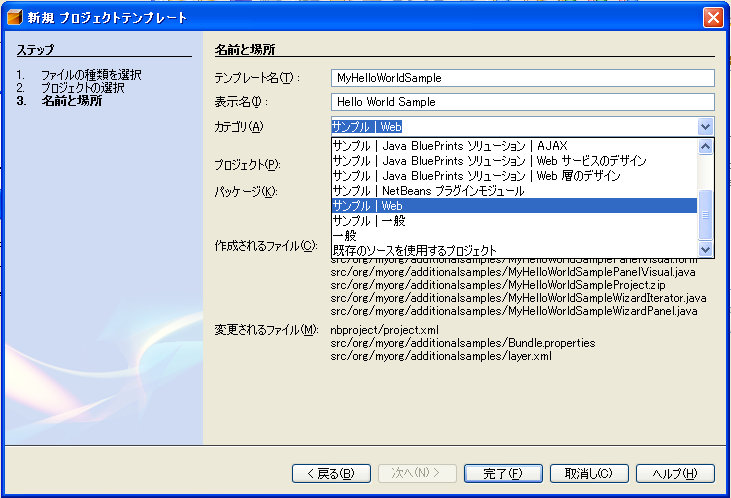 新規 プロジェクトテンプレート
ステップ
1. ファイルの種類を選択
2. プロジェクトの選択
3. 名前と場所
名前と場所
テンプレート名(T): MyHelloWorldSample
表示名(I): Hello World Sample
カテゴリ(A) サンプル | Web
サンプル | Java BluePrints ソリューション | AJAX
サンプル | Java BluePrints ソリューション | Web サービスのデザイン
プロジェクト(P):
サンプル | Java BluePrints ソリューション | Web 層のデザイン
パッケージ(K): サンプル | NetBeans プラグインモジュール
サンプル | Web
サンプル | 一般
一般
作成されるファイル(C): 既存のソースを使用するプロジェクト
src/org/myorg/additionalsamples/MyHelloWorldSamplePanelVisual.form
src/org/myorg/additionalsamples/MyHelloWorldSamplePanelVisual.java
src/org/myorg/additionalsamples/MyHelloWorldSampleProject.zip
src/org/myorg/additionalsamples/MyHelloWorldSampleWizardIterator.java
src/org/myorg/additionalsamples/MyHelloWorldSampleWizardPanel.java
変更されるファイル(M): nbproject/project.xml
src/org/myorg/additionalsamples/Bundle.properties
src/org/myorg/additionalsamples/layer.xml
< 戻る(B) 次へ(N) > 完了(F) 取消し(C) ヘルプ(H)